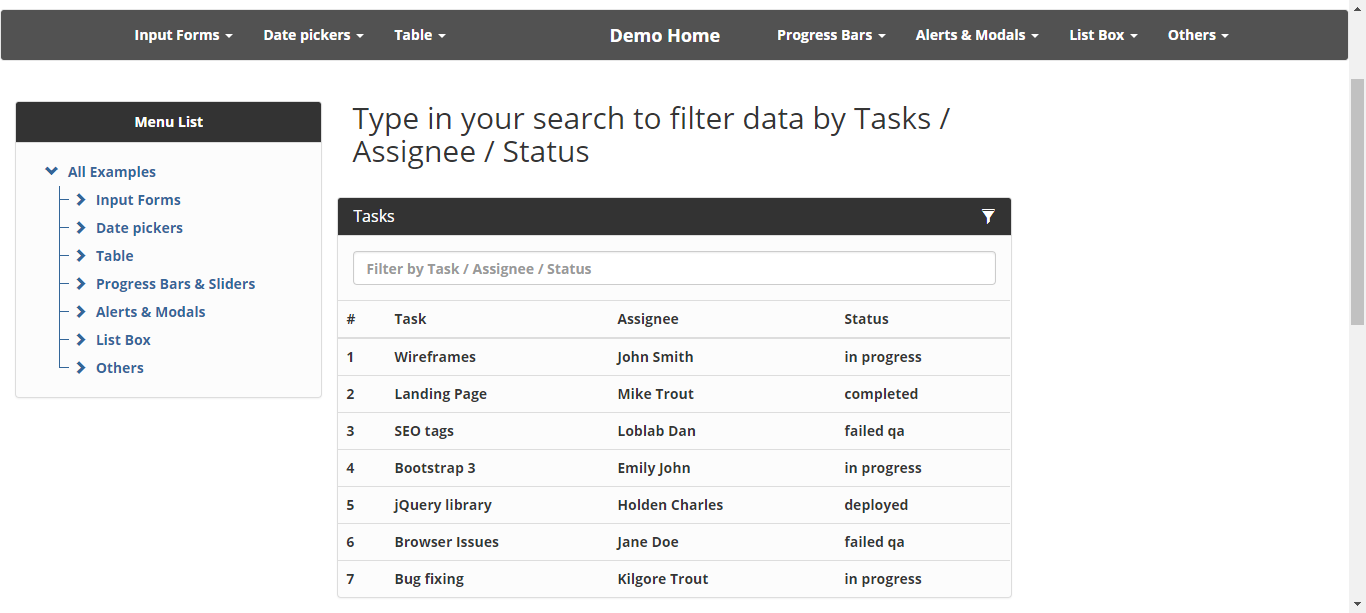 Input Forms Date pickers Table Demo Home Progress Bars Alerts & Modals List Box Others
Menu List
All Examples
Input Forms
Date pickers
Table
Progress Bars & Sliders
Alerts & Modals
List Box
Others
Type in your search to filter data by Tasks /
Assignee / Status
Tasks
Filter by Task / Assignee / Status
# Task Assignee Status
1 Wireframes John Smith in progress
2 Landing Page Mike Trout completed
3 SEO tags Loblab Dan failed qa
4 Bootstrap 3 Emily John in progress
5 jQuery library Holden Charles deployed
6 Browser Issues Jane Doe failed qa
7 Bug fixing Kilgore Trout in progress